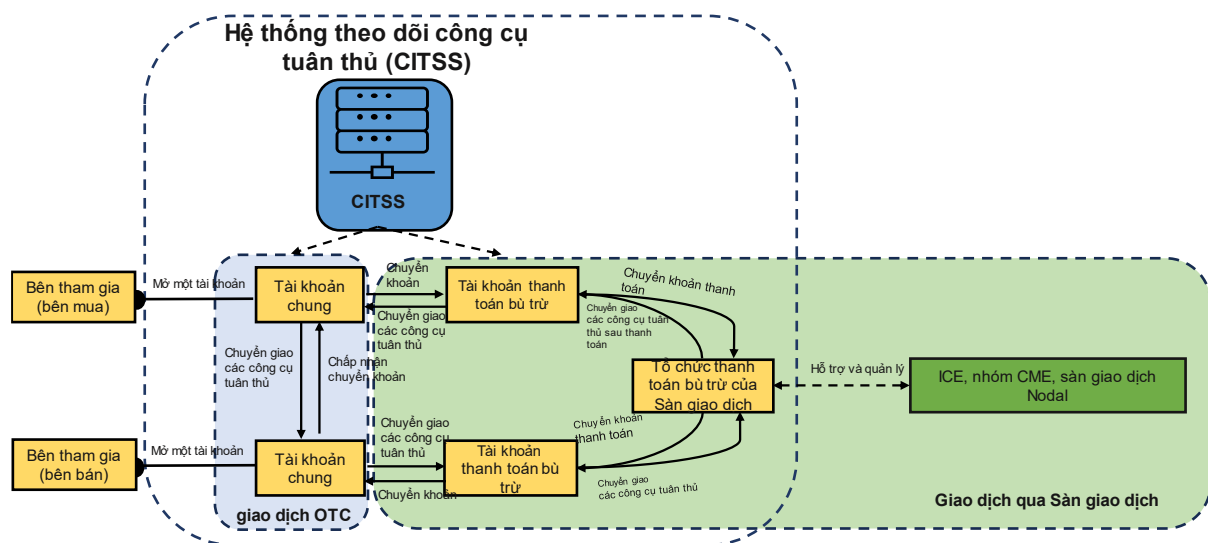 Hệ thống theo dõi công cụ
tuân thủ (CITSS)
CITSS
Bên tham gia
(bên mua)
Mở một tài khoản
Tài khoản
chung
Chuyển
khoản
Chuyển giao
các công cụ
tuân thủ
Tài khoản thanh
toán bù trừ
Chuyển khoản thanh
toán
Chuyển giao
các công cụ tuân
thủ sau thanh
toán
Chuyển giao
các công cụ
tuân thủ
Chấp nhận
chuyển khoản
Tổ chức thanh
toán bù trừ của
Sàn giao dịch
Hỗ trợ và quản lý
ICE, nhóm CME, sàn giao dịch
Nodal
Bên tham gia
(bên bán)
Mở một tài khoản
Tài khoản
chung
Chuyển giao
các công cụ
tuân thủ
Chuyển khoản
Tài khoản
thanh toán bù
trừ
Chuyển khoản
thanh toán
Chuyển giao
các công cụ tuân thủ
giao dịch OTC
Giao dịch qua Sàn giao dịch